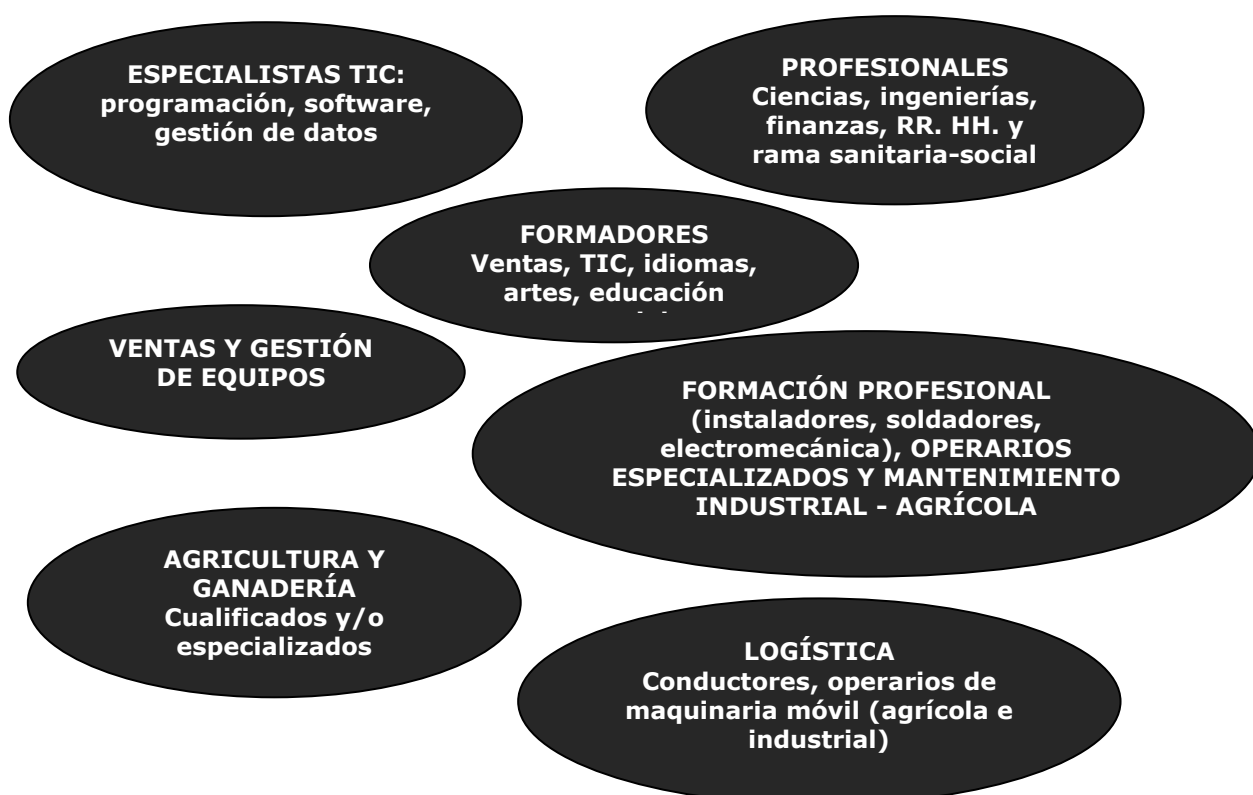 ESPECIALISTAS TIC:
programación, software,
gestión de datos
PROFESIONALES
Ciencias, ingenierías,
finanzas, RR. HH. y
rama sanitaria-social
FORMADORES
Ventas, TIC, idiomas,
artes, educación
VENTAS Y GESTIÓN
DE EQUIPOS
FORMACIÓN PROFESIONAL
(instaladores, soldadores,
electromecánica), OPERARIOS
ESPECIALIZADOS Y MANTENIMIENTO
INDUSTRIAL - AGRÍCOLA
AGRICULTURA Y
GANADERÍA
Cualificados y/o
especializados
LOGÍSTICA
Conductores, operarios de
maquinaria móvil (agrícola e
industrial)